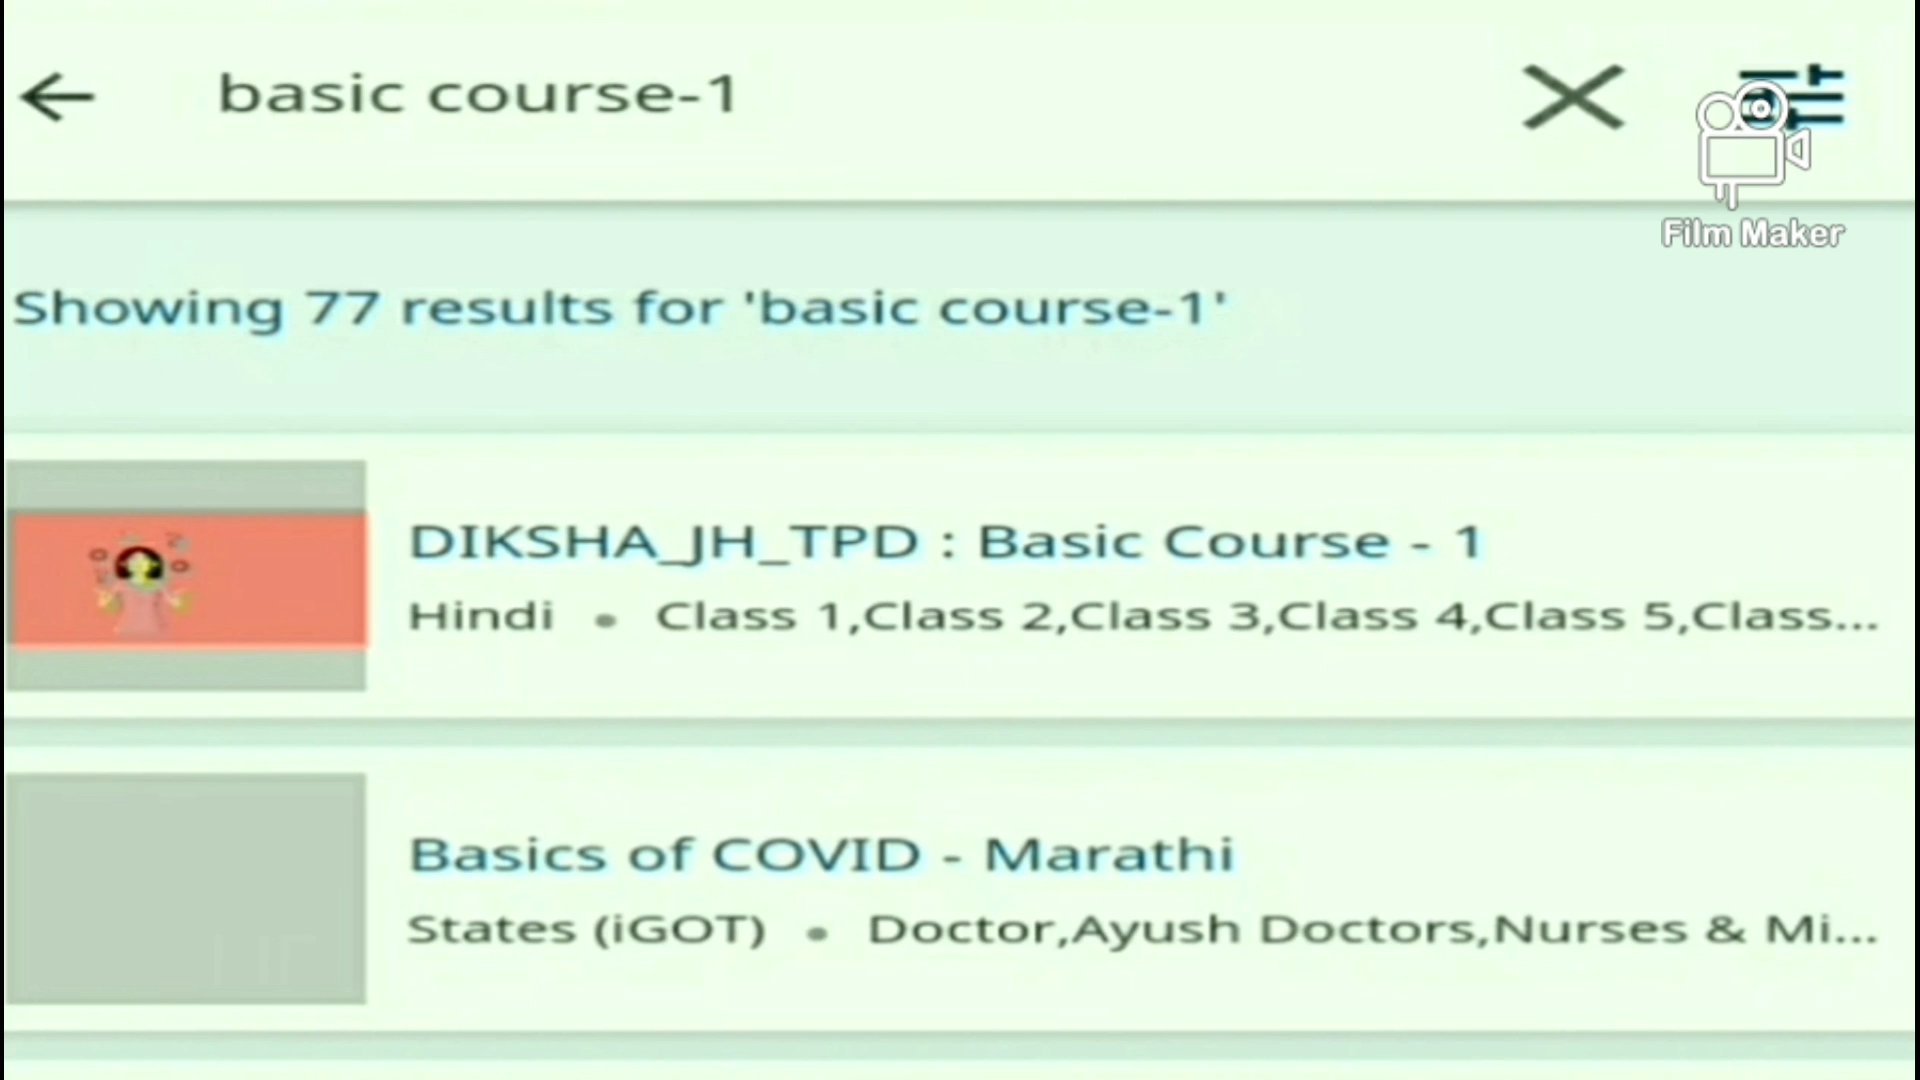 basic course-1
Film Maker
Showing 77 results for 'basic course-1'
DIKSHA_JH_TPD : Basic Course - 1
Hindi • Class 1,Class 2,Class 3,Class 4,Class 5,Class...
Basics of COVID - Marathi
States (iGOT) • Doctor,Ayush Doctors,Nurses & Mi...